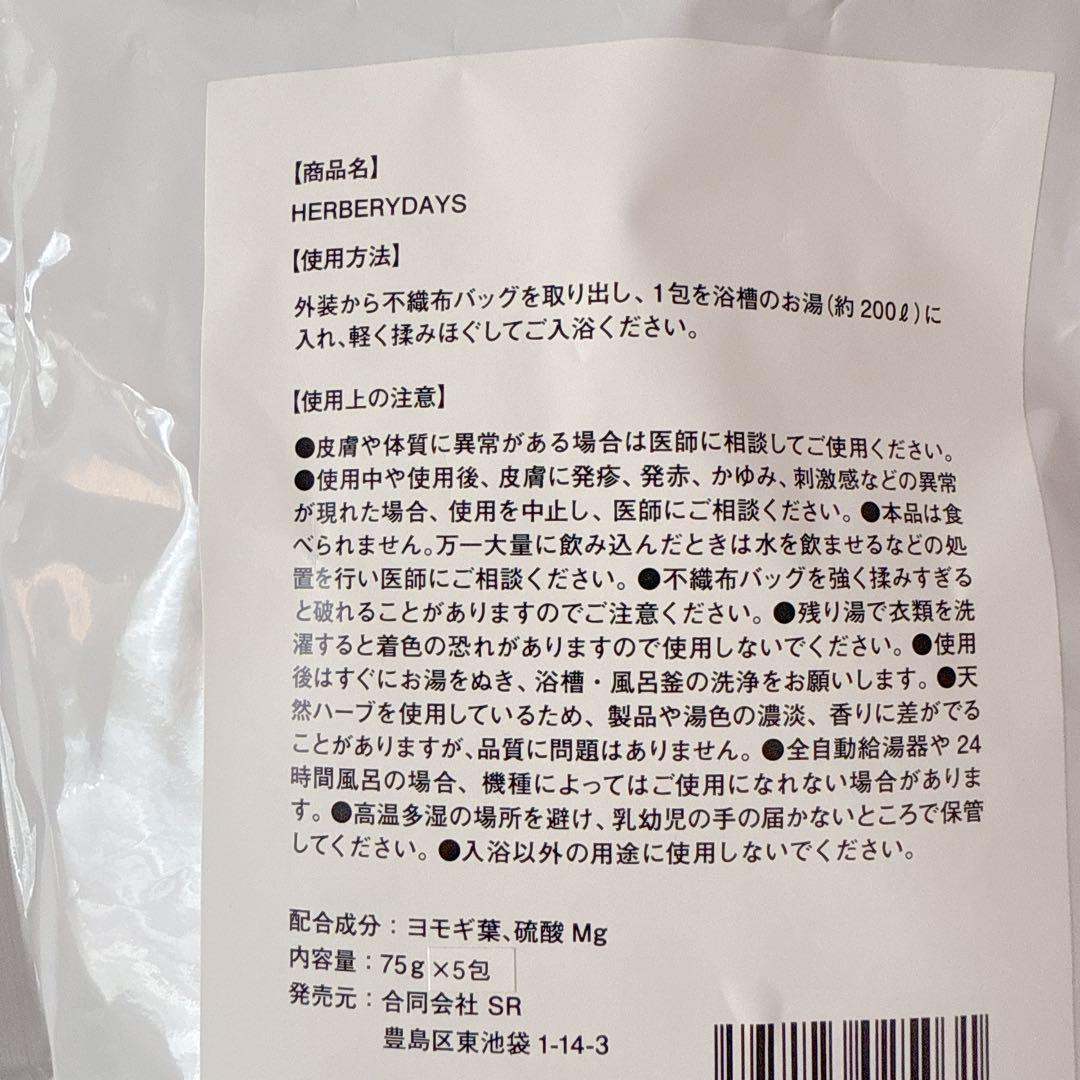 【商品名】
HERBERYDAYS
【使用方法】
外装から不織布バッグを取り出し、1包を浴槽のお湯(約200ℓ)に
入れ、軽く揉みほぐしてご入浴ください。
【使用上の注意】
●皮膚や体質に異常がある場合は医師に相談してご使用ください。
●使用中や使用後、皮膚に発疹、発赤、かゆみ、刺激感などの異常
が現れた場合、使用を中止し、医師にご相談ください。●本品は食
べられません。万一大量に飲み込んだときは水を飲ませるなどの処
置を行い医師にご相談ください。●不織布バッグを強く揉みすぎる
と破れることがありますのでご注意ください。●残り湯で衣類を洗
濯すると着色の恐れがありますので使用しないでください。●使用
後はすぐにお湯をぬき、浴槽・風呂釜の洗浄をお願いします。●天
然ハーブを使用しているため、製品や湯色の濃淡、香りに差がでる
ことがありますが、品質に問題はありません。●全自動給湯器や24
時間風呂の場合、機種によってはご使用になれない場合がありま
す。●高温多湿の場所を避け、乳幼児の手の届かないところで保管
してください。●入浴以外の用途に使用しないでください。
配合成分：ヨモギ葉、硫酸Mg
内容量：75g×5包
発売元：合同会社 SR
豊島区東池袋1-14-3